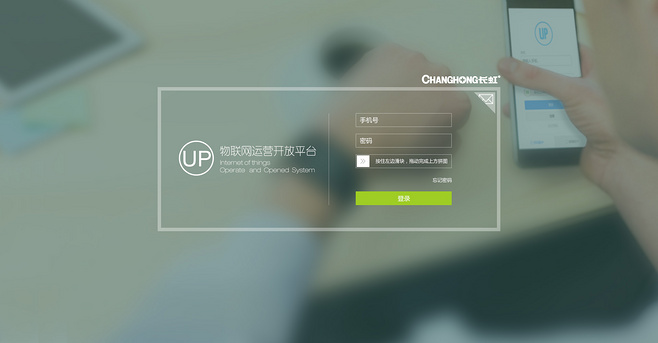 UP
CHANGHONG长虹
UP
物联网运营开放平台
Internet of things
Operate and Opened System
手机号
密码
按住左边滑块，拖动完成上方拼图
忘记密码
登录